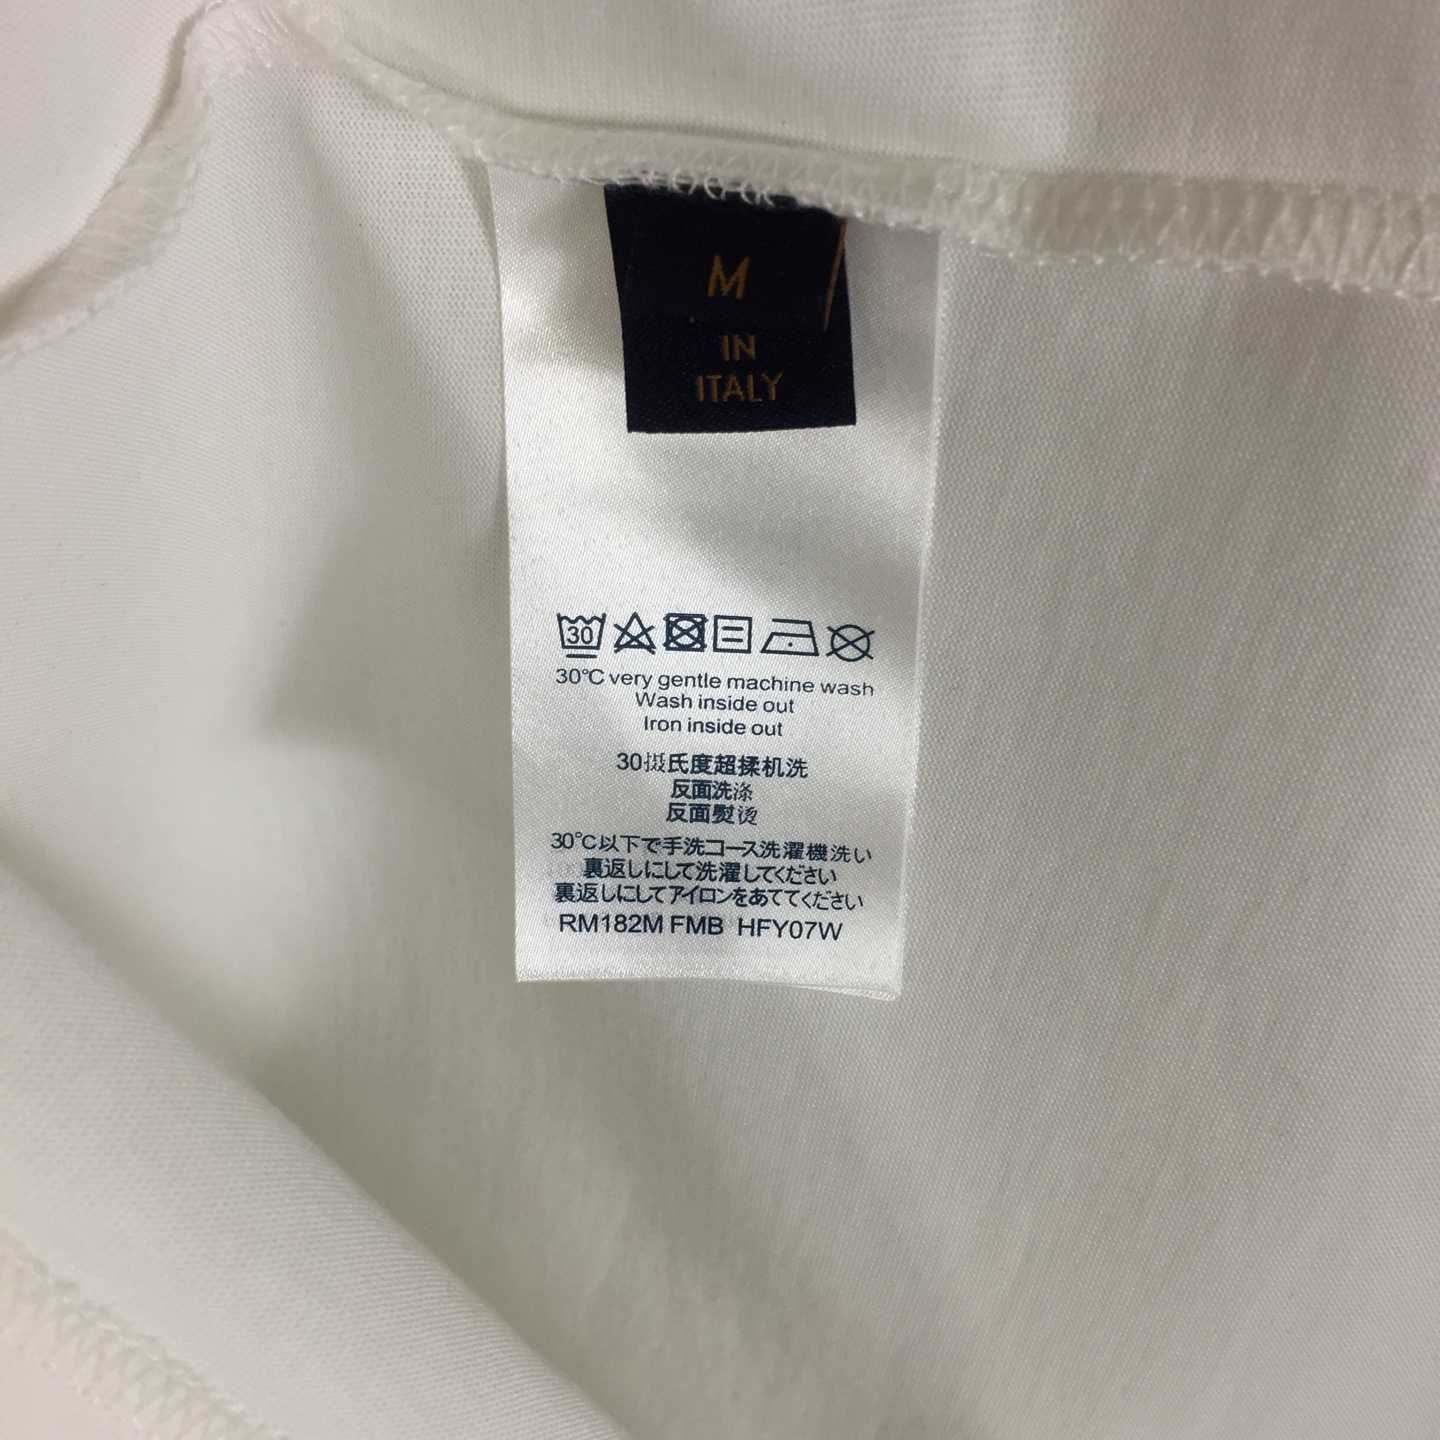 M
IN
ITALY
30
30°C very gentle machine wash
Wash inside out
Iron inside out
30摄氏度超揉机洗
反面洗涤
反面熨烫
30℃以下で手洗コース洗濯機洗い
裏返しにして洗濯してください
裏返しにしてアイロンをあててください
RM182M FMB HFY07W